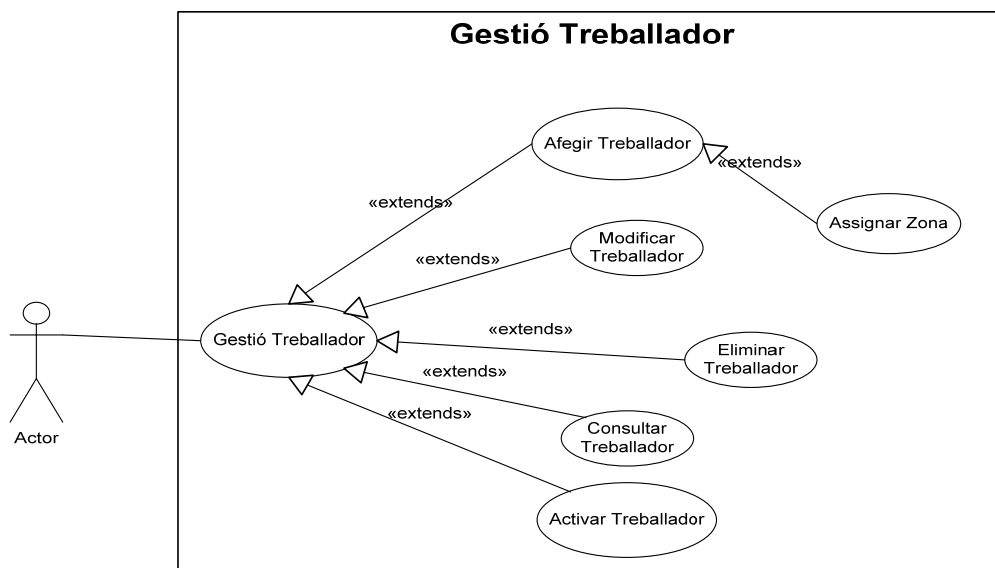 Gestió Treballador
Afegir Treballador
«extends»
Assignar Zona
«extends»
Modificar
Treballador
«extends»
Gestió Treballador
«extends»
Eliminar
Treballador
«extends»
«extends»
Consultar
Treballador
Actor
Activar Treballador